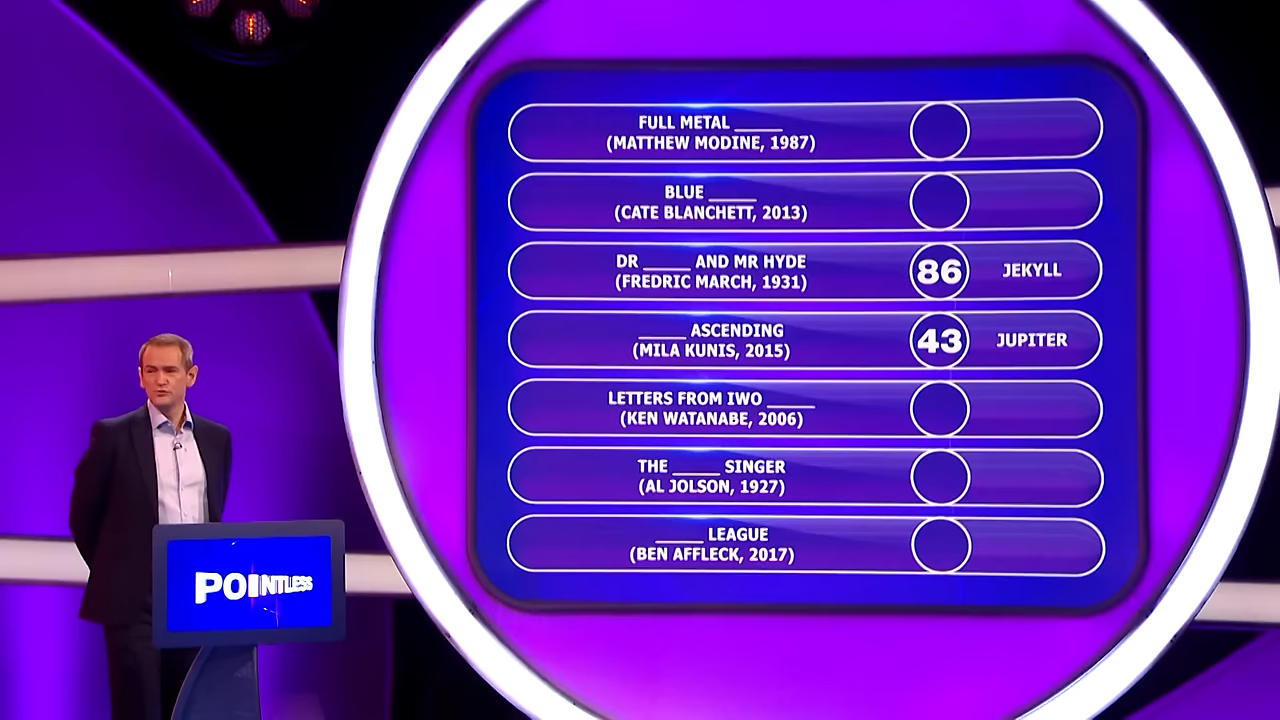 FULL METAL _____
(MATTHEW MODINE, 1987)
BLUE _____
(CATE BLANCHETT, 2013)
DR _____ AND MR HYDE
(FREDRIC MARCH, 1931)
86
JEKYLL
_____ ASCENDING
(MILA KUNIS, 2015)
43
JUPITER
LETTERS FROM IWO _____
(KEN WATANABE, 2006)
THE _____ SINGER
(AL JOLSON, 1927)
_____ LEAGUE
(BEN AFFLECK, 2017)
POINTLESS